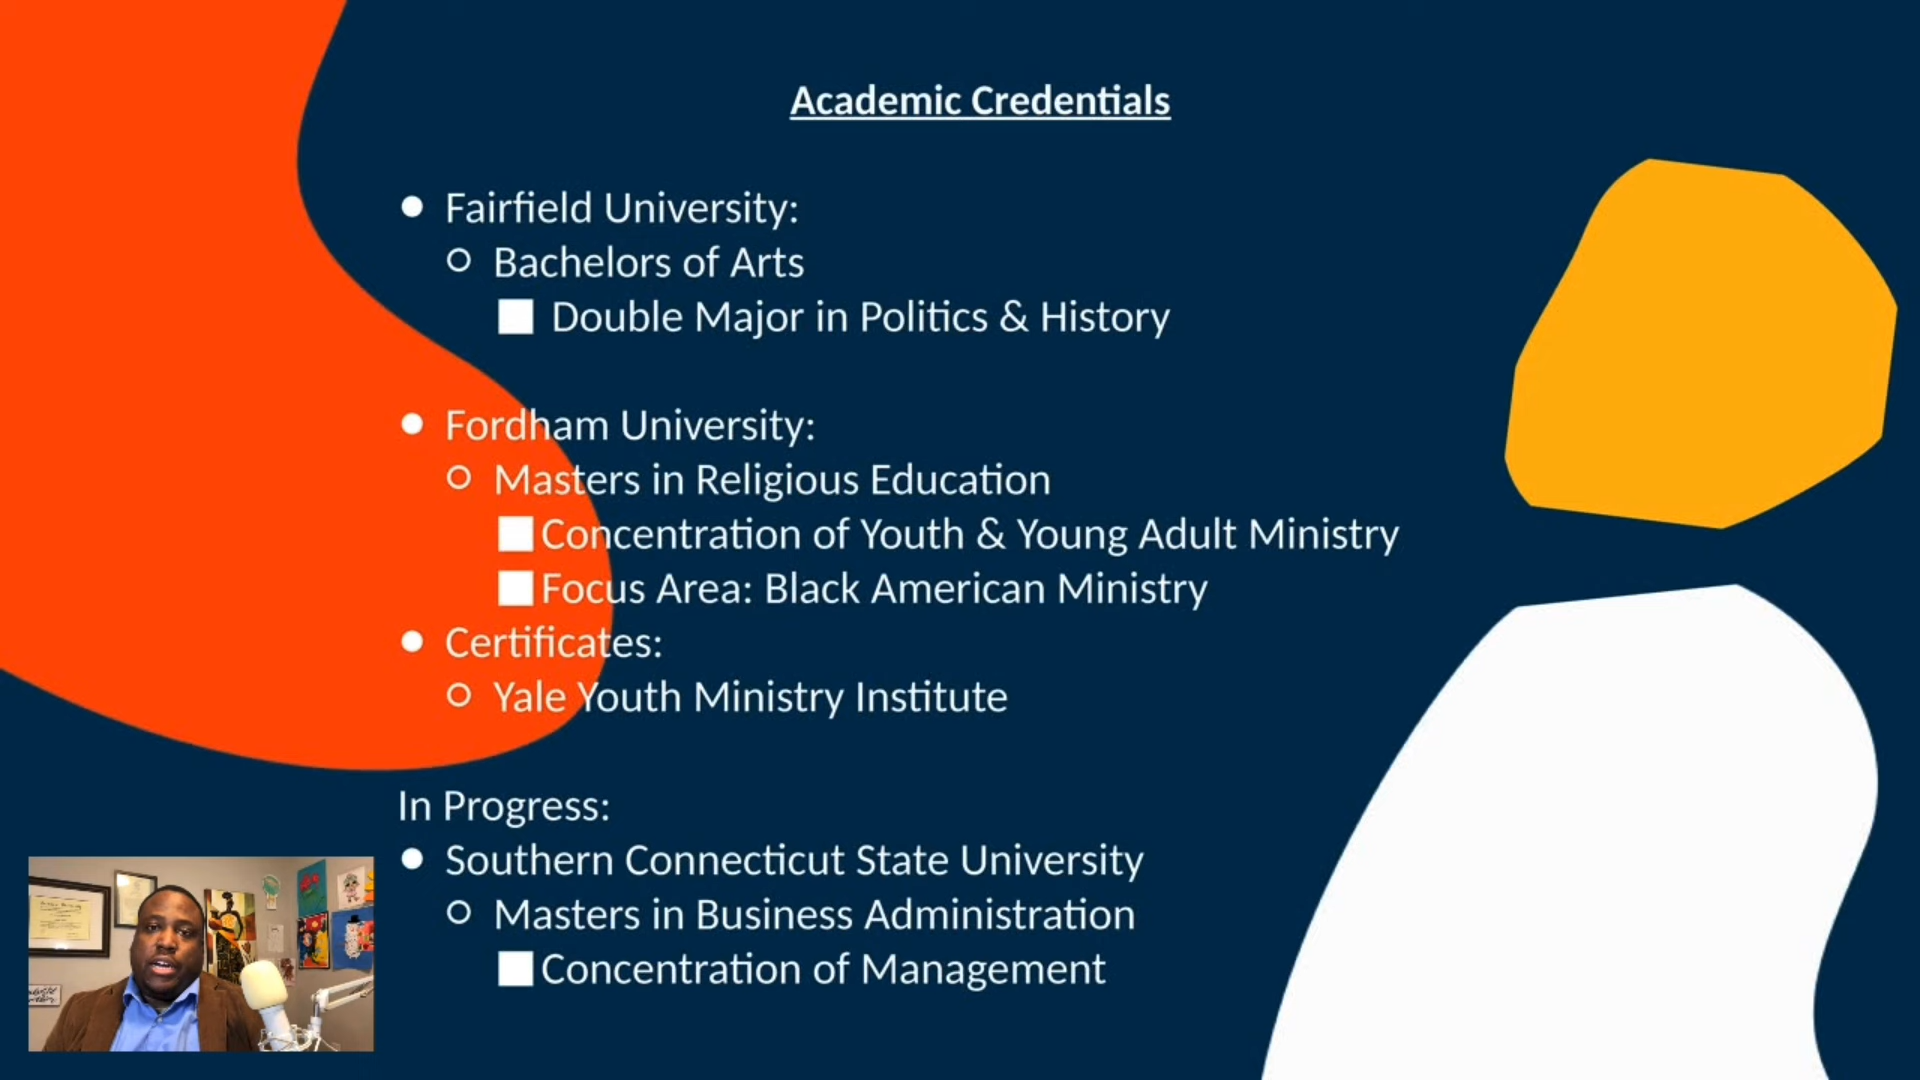 Academic Credentials
● Fairfield University:
○ Bachelors of Arts
■ Double Major in Politics & History
● Fordham University:
○ Masters in Religious Education
■ Concentration of Youth & Young Adult Ministry
■ Focus Area: Black American Ministry
● Certificates:
○ Yale Youth Ministry Institute
In Progress:
● Southern Connecticut State University
○ Masters in Business Administration
■ Concentration of Management